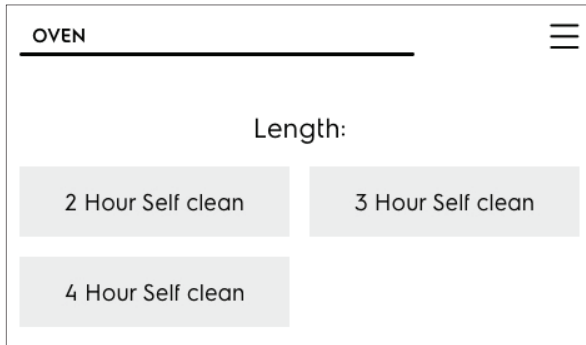 OVEN
Length:
2 Hour Self clean
3 Hour Self clean
4 Hour Self clean